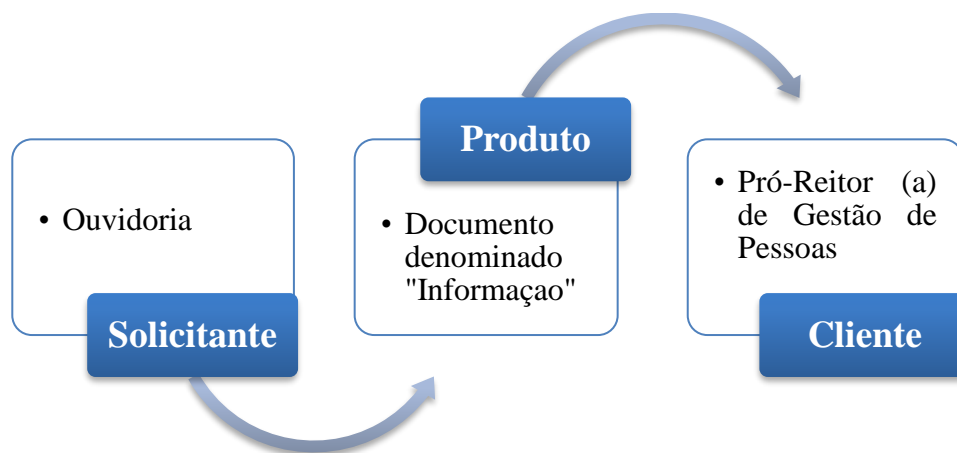 • Ouvidoria
Solicitante
Produto
• Documento
denominado
"Informaçao"
• Pró-Reitor (a)
de Gestão de
Pessoas
Cliente